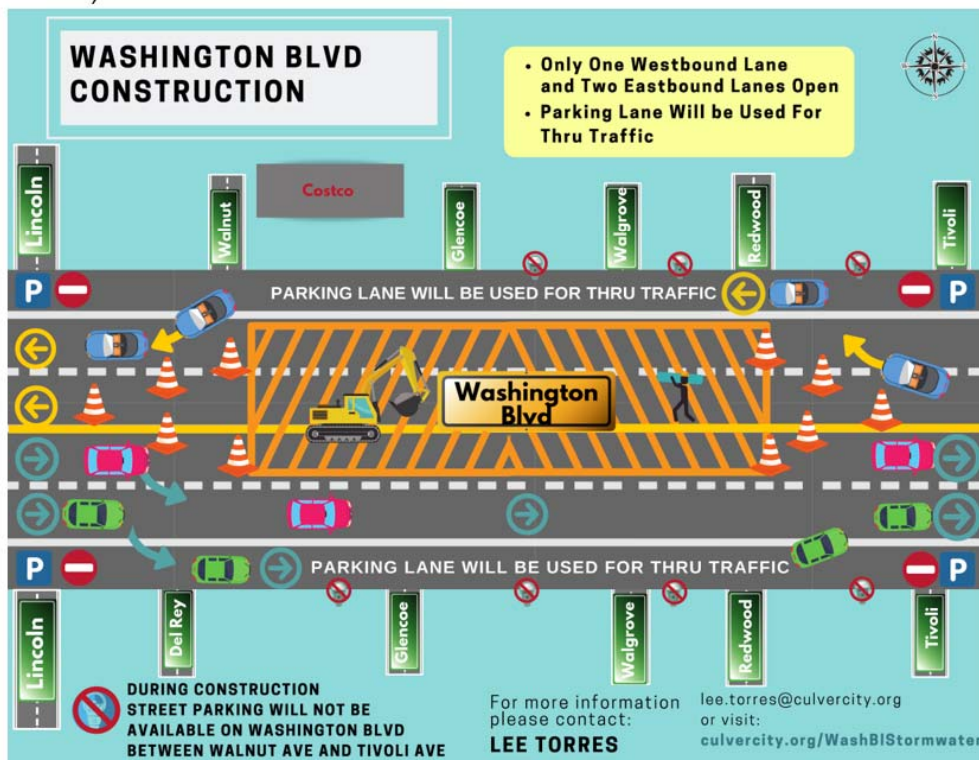 WASHINGTON BLVD
CONSTRUCTION
• Only One Westbound Lane
and Two Eastbound Lanes Open
• Parking Lane Will be Used For
Thru Traffic
N
Lincoln
Walnut
Costco
Glencoe
Walgrove
Redwood
Tivoli
P
PARKING LANE WILL BE USED FOR THRU TRAFFIC
P
Washington
Blvd
P
PARKING LANE WILL BE USED FOR THRU TRAFFIC
P
Lincoln
Del Rey
Glencoe
Walgrove
Redwood
Tivoli
DURING CONSTRUCTION
STREET PARKING WILL NOT BE
AVAILABLE ON WASHINGTON BLVD
BETWEEN WALNUT AVE AND TIVOLI AVE
For more information
please contact:
LEE TORRES
lee.torres@culvercity.org
or visit:
culvercity.org/WashBlStormwater